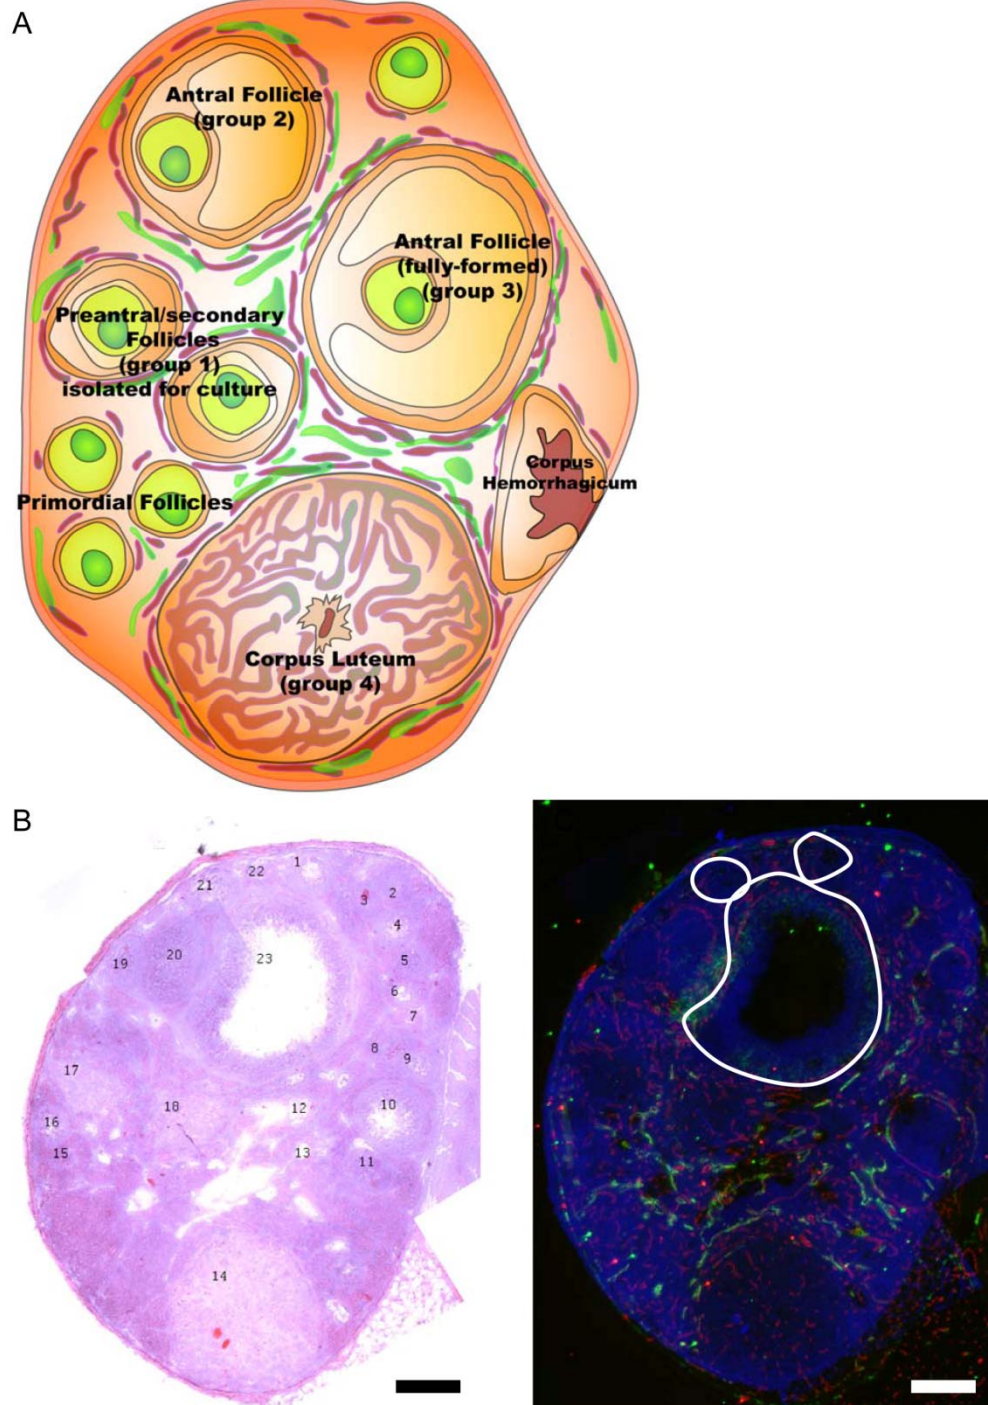 A
Antral Follicle
(group 2)
Antral Follicle
(fully-formed)
(group 3)
Preantral/secondary
Follicles
(group 1)
isolated for culture
Corpus
Hemorrhagicum
Primordial Follicles
Corpus Luteum
(group 4)
B
1
22
21
2
3
4
23
20
19
5
6
7
8
9
17
18
12
10
16
15
13
11
14